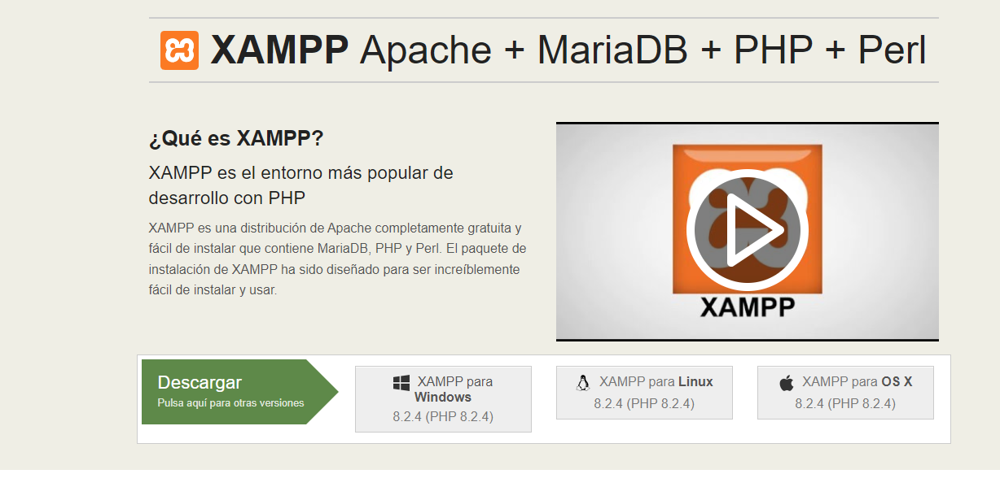 XAMPP Apache + MariaDB + PHP + Perl
¿Qué es XAMPP?
XAMPP es el entorno más popular de
desarrollo con PHP
XAMPP es una distribución de Apache completamente gratuita y
fácil de instalar que contiene MariaDB, PHP y Perl. El paquete de
instalación de XAMPP ha sido diseñado para ser increíblemente
fácil de instalar y usar.
XAMPP
Descargar
Pulsa aquí para otras versiones
XAMPP para
Windows
8.2.4 (PHP 8.2.4)
XAMPP para Linux
8.2.4 (PHP 8.2.4)
XAMPP para OS X
8.2.4 (PHP 8.2.4)